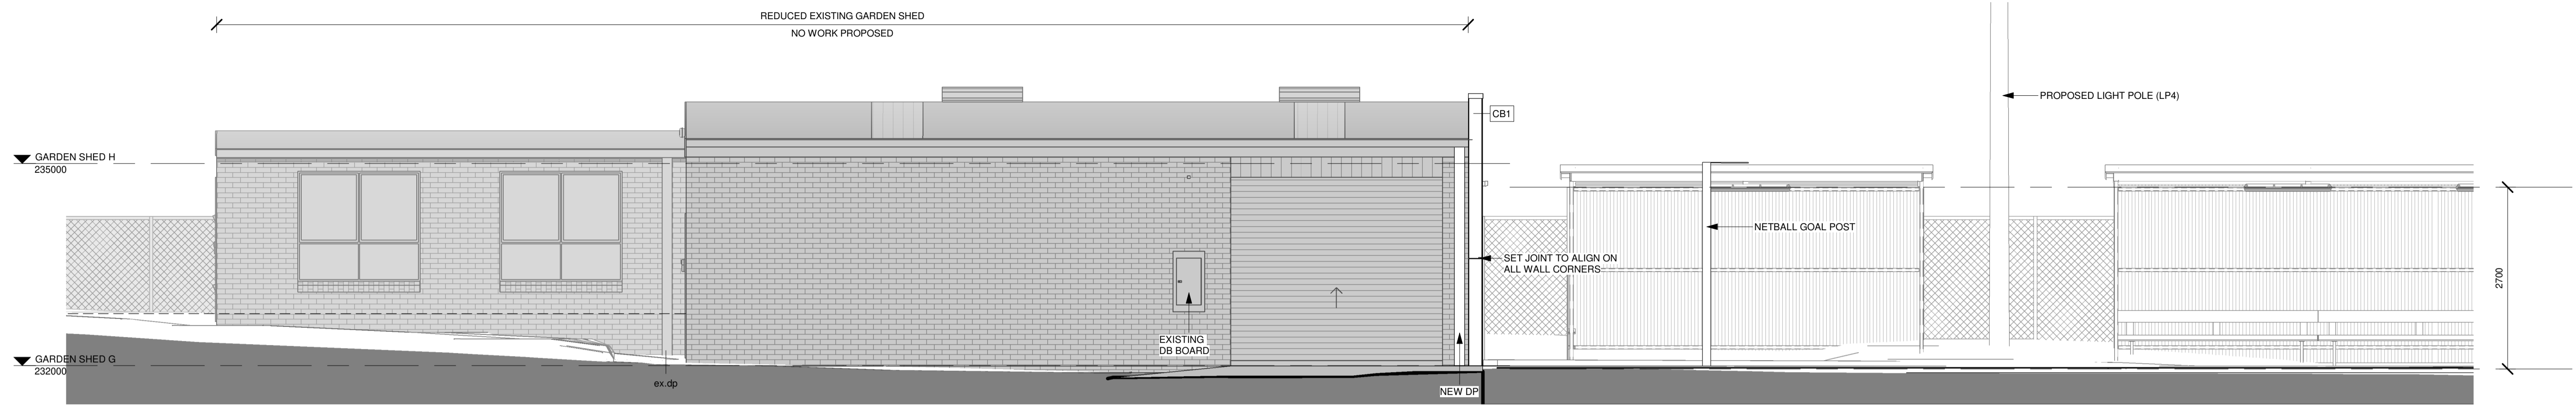 REDUCED EXISTING GARDEN SHED
NO WORK PROPOSED
PROPOSED LIGHT POLE (LP4)
CB1
GARDEN SHED H
235000
NETBALL GOAL POST
SET JOINT TO ALIGN ON
ALL WALL CORNERS
2700
EXISTING
DB BOARD
GARDEN SHED G
232000
ex.dp
NEW DP